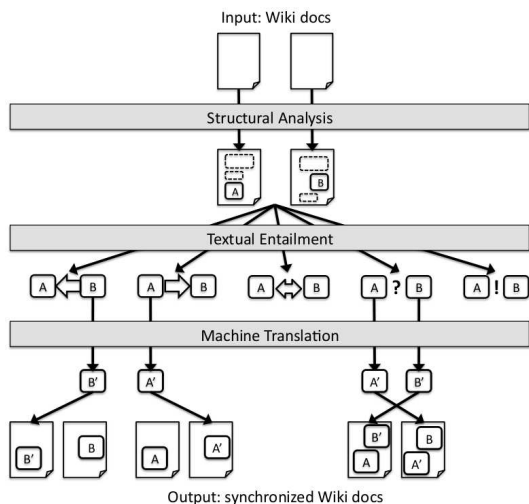 Input: Wiki docs
Structural Analysis
A B
Textual Entailment
A B A B A B A ? B A ! B
Machine Translation
B' A' A' B'
B' B A A' B' A B A'
Output: synchronized Wiki docs